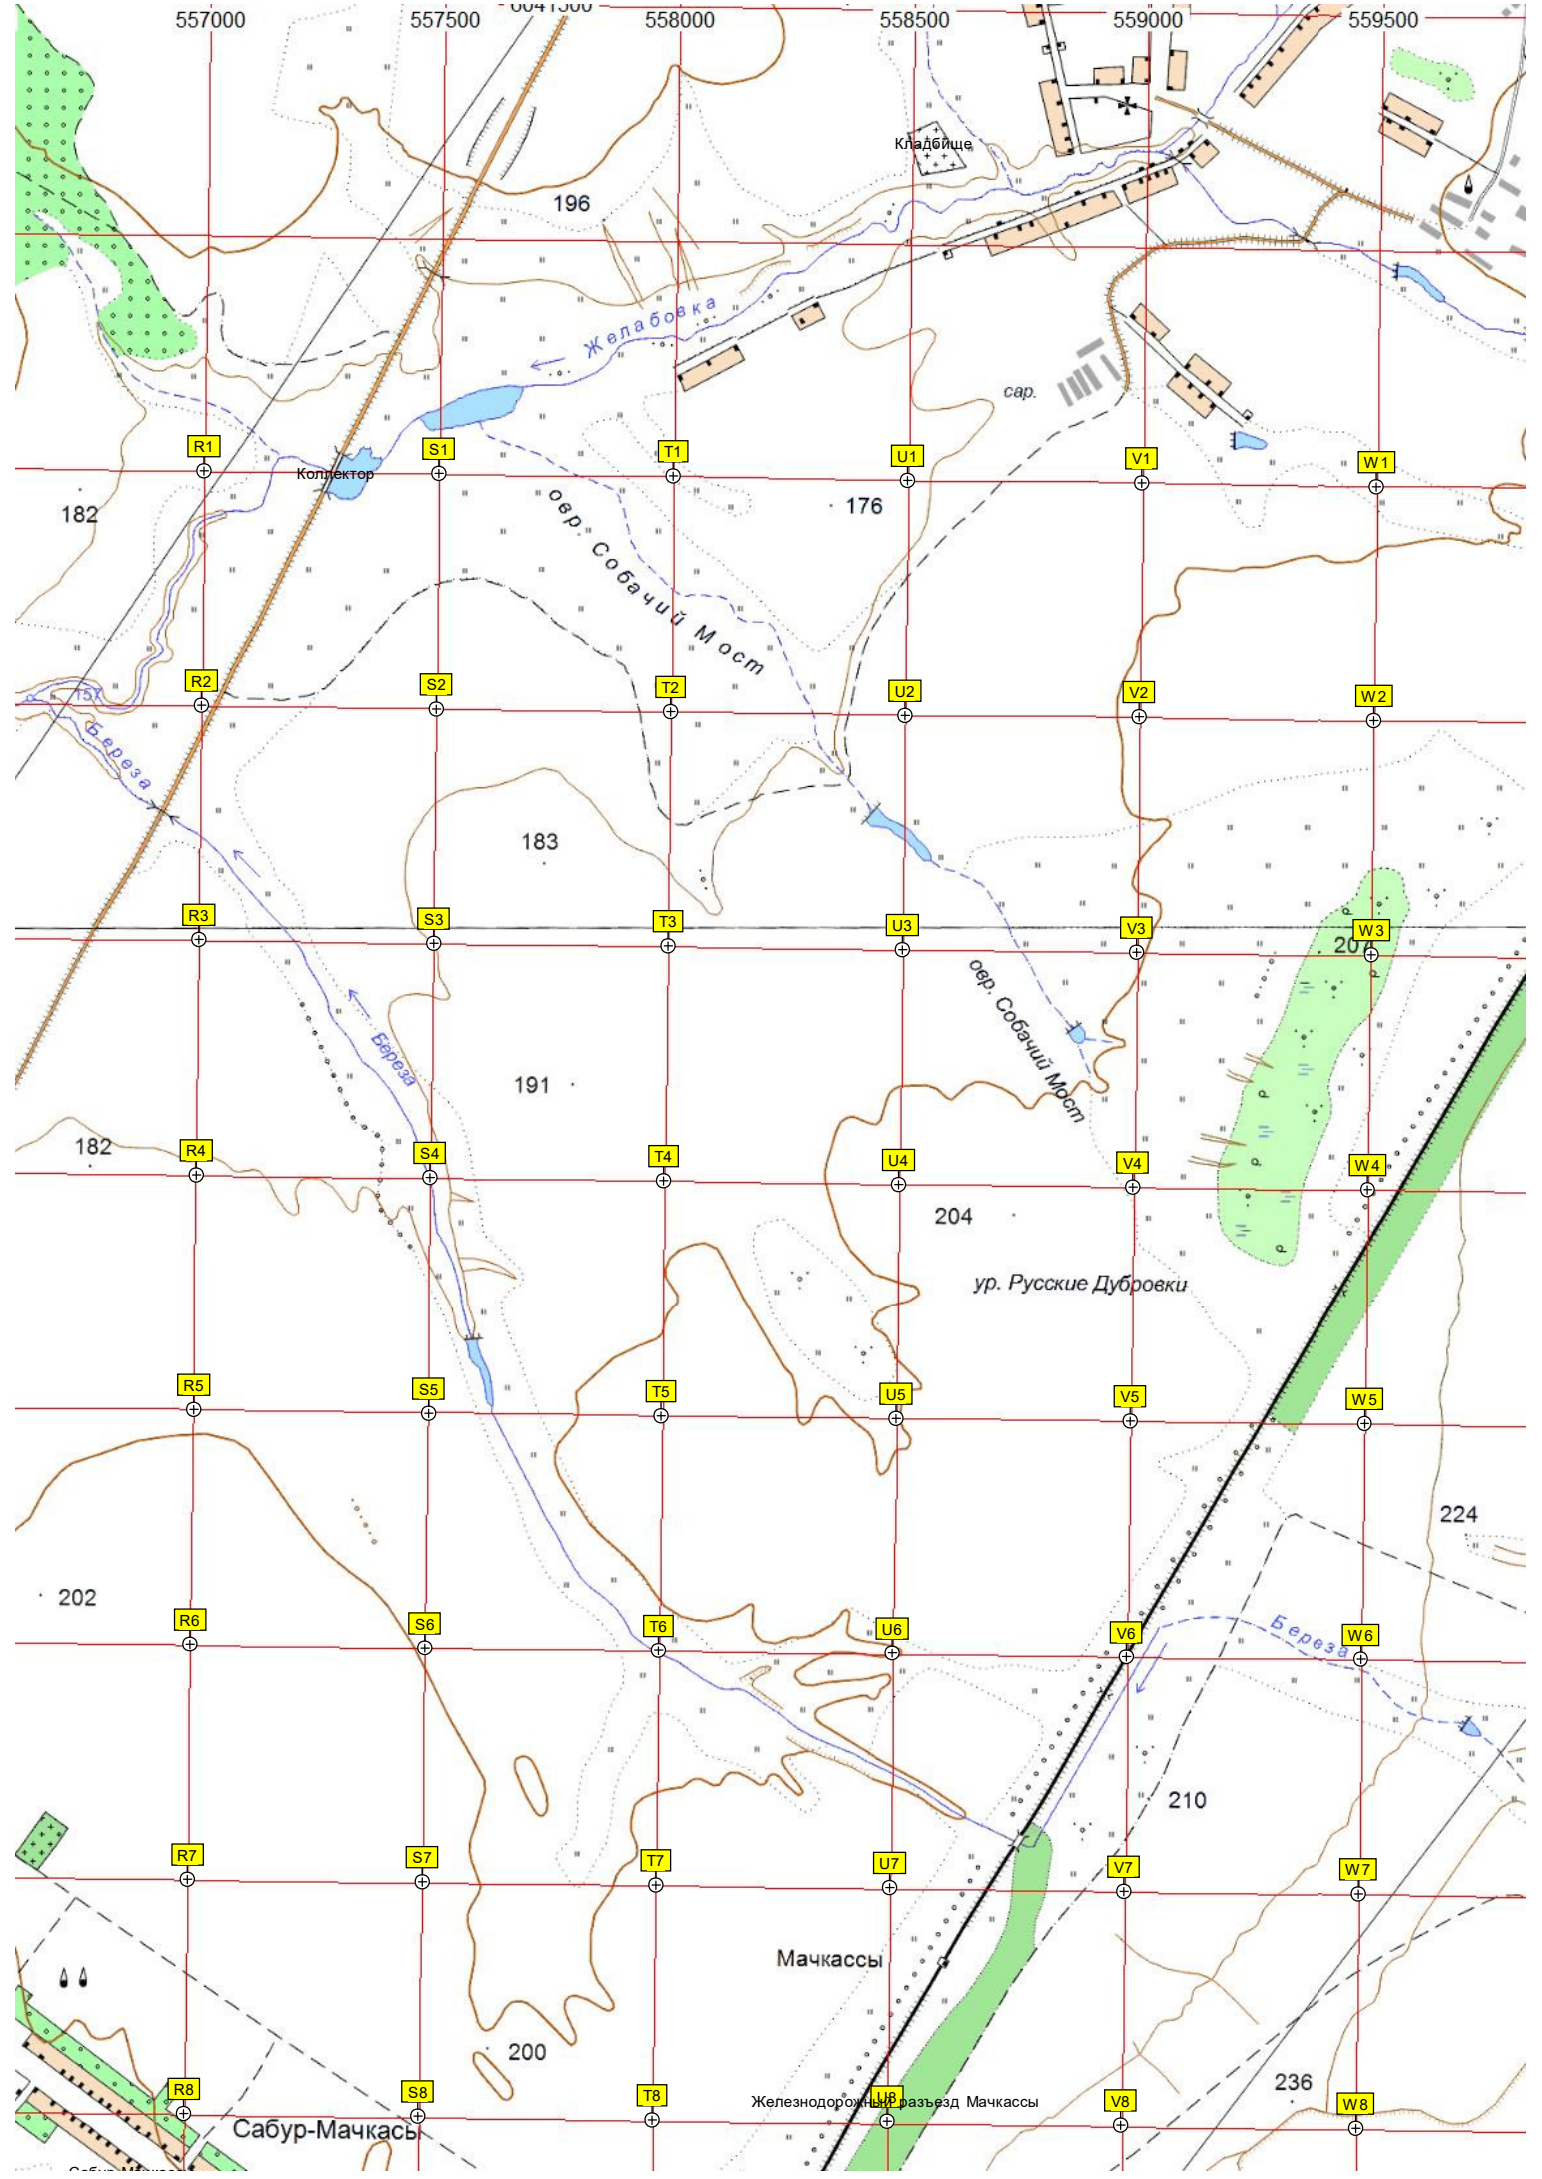 557000 557500 6041500 558000 558500 559000 559500
Кладбище
196
Желабовка
сар.
R1 S1 T1 U1 V1 W1
Коллектор
182
176
овр. Собачий Мост
R2 S2 T2 U2 V2 W2
157
Береза
183
R3 S3 T3 U3 V3 W3
207
овр. Собачий Мост
Береза
191
182
R4 S4 T4 U4 V4 W4
204
ур. Русские Дубровки
R5 S5 T5 U5 V5 W5
224
202
R6 S6 T6 U6 V6 W6
Береза
210
R7 S7 T7 U7 V7 W7
Мачкассы
200
236
R8 S8 T8 U8 V8 W8
Железнодорожный разъезд Мачкассы
Сабур-Мачкасы